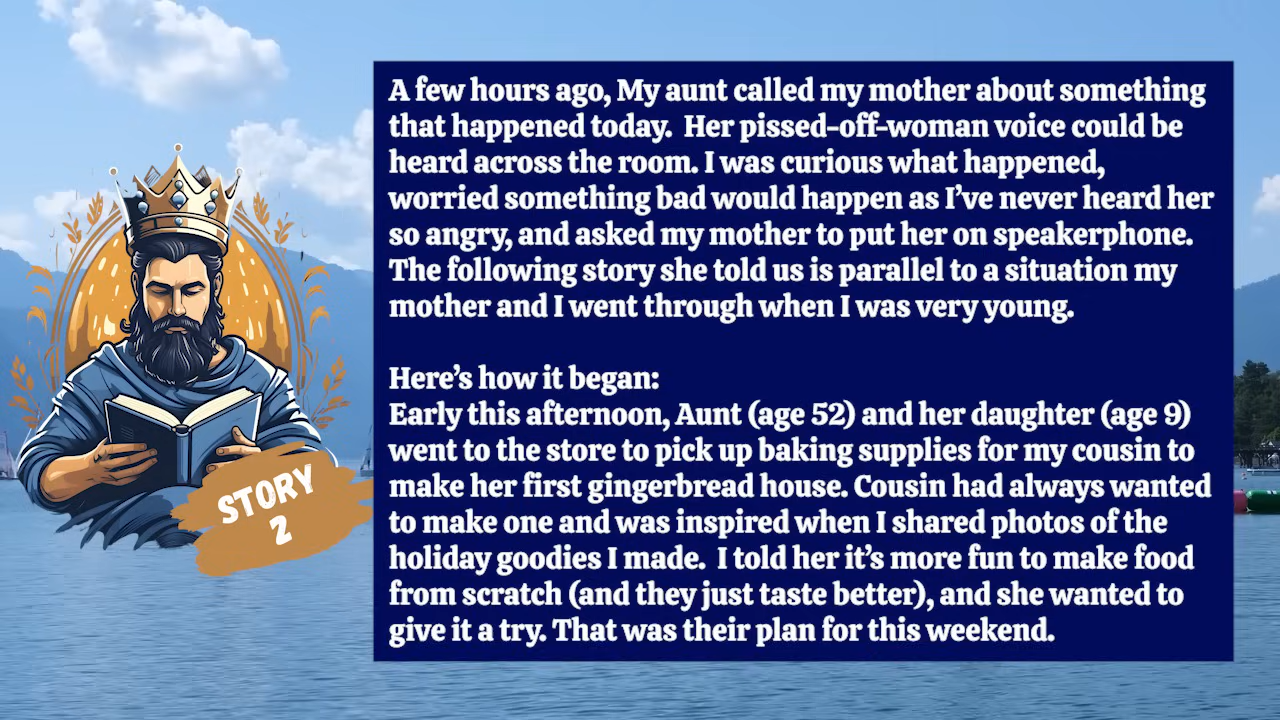 A few hours ago, My aunt called my mother about something
that happened today.  Her pissed-off-woman voice could be
heard across the room. I was curious what happened,
worried something bad would happen as I’ve never heard her
so angry, and asked my mother to put her on speakerphone.
The following story she told us is parallel to a situation my
mother and I went through when I was very young.

Here’s how it began:
Early this afternoon, Aunt (age 52) and her daughter (age 9)
went to the store to pick up baking supplies for my cousin to
make her first gingerbread house. Cousin had always wanted
to make one and was inspired when I shared photos of the
holiday goodies I made.  I told her it’s more fun to make food
from scratch (and they just taste better), and she wanted to
give it a try. That was their plan for this weekend.
STORY
2